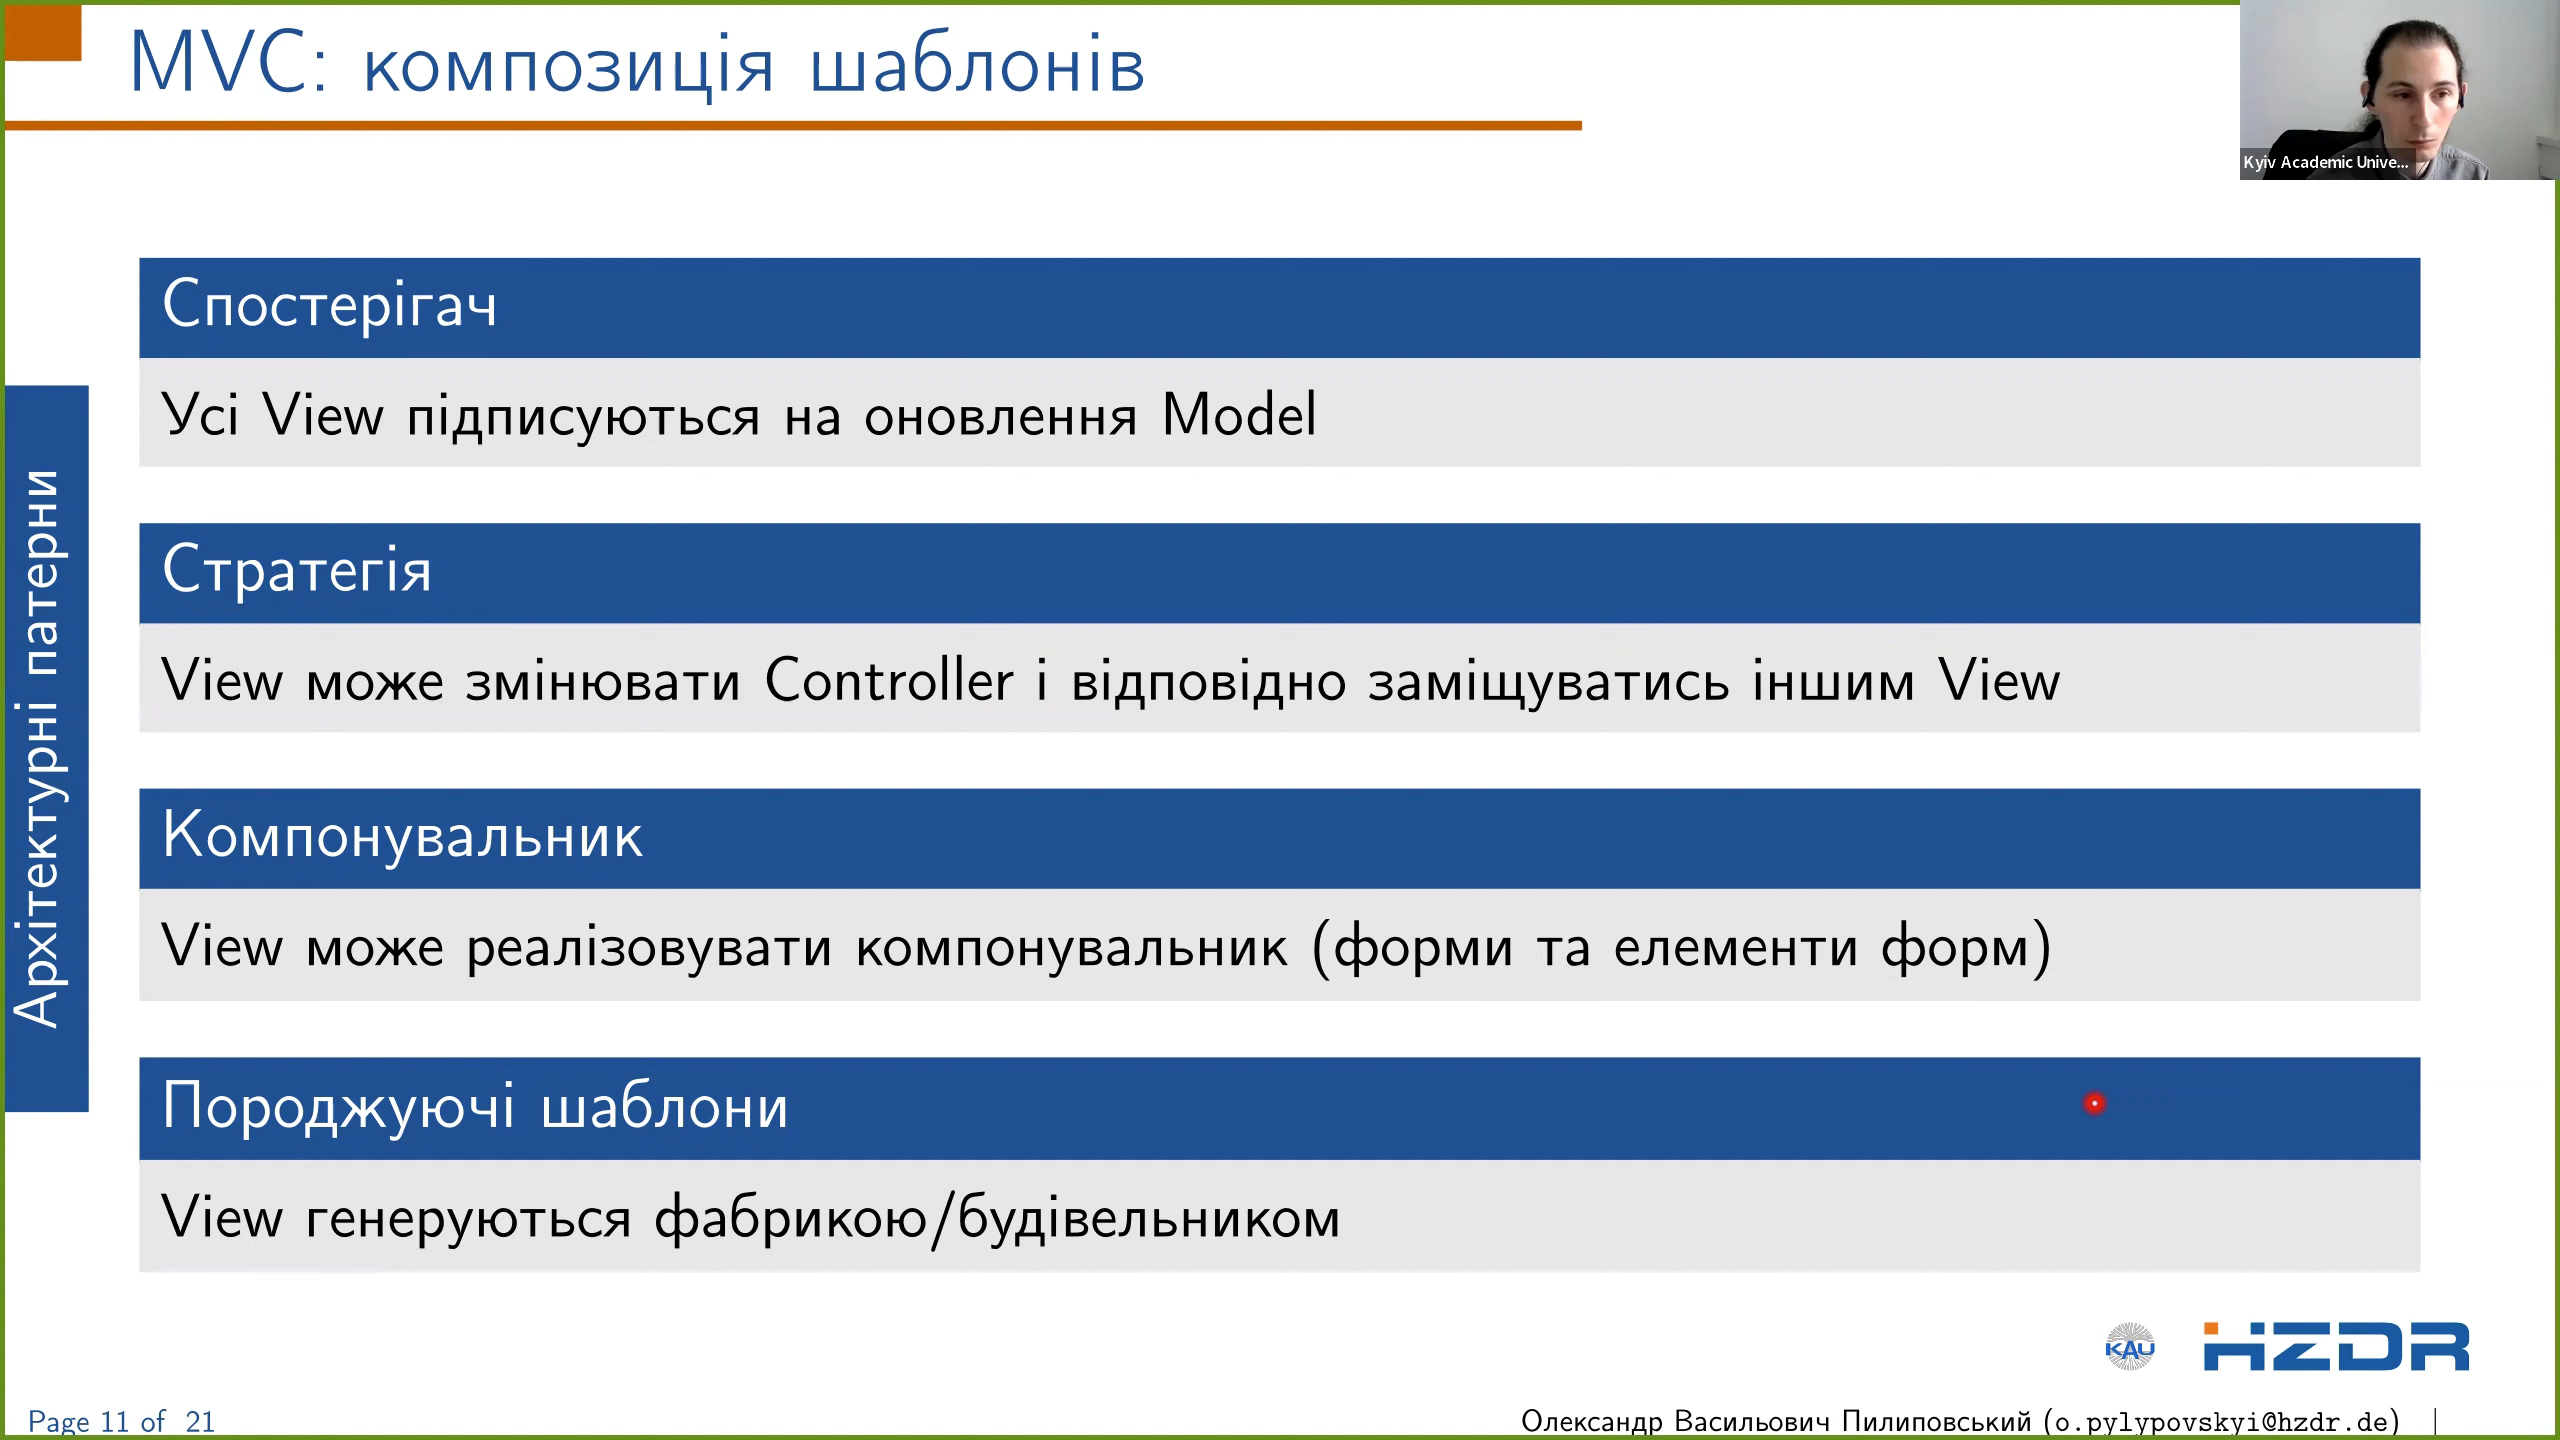 MVC: композиція шаблонів
Kyiv Academic Unive...
Архітектурні патерни
Спостерігач
Усі View підписуються на оновлення Model
Стратегія
View може змінювати Controller і відповідно заміщуватись іншим View
Компонувальник
View може реалізовувати компонувальник (форми та елементи форм)
Породжуючі шаблони
View генеруються фабрикою/будівельником
KAU
HZDR
Page 11 of 21
Олександр Васильович Пилиповський (o.pylypovskyi@hzdr.de) |